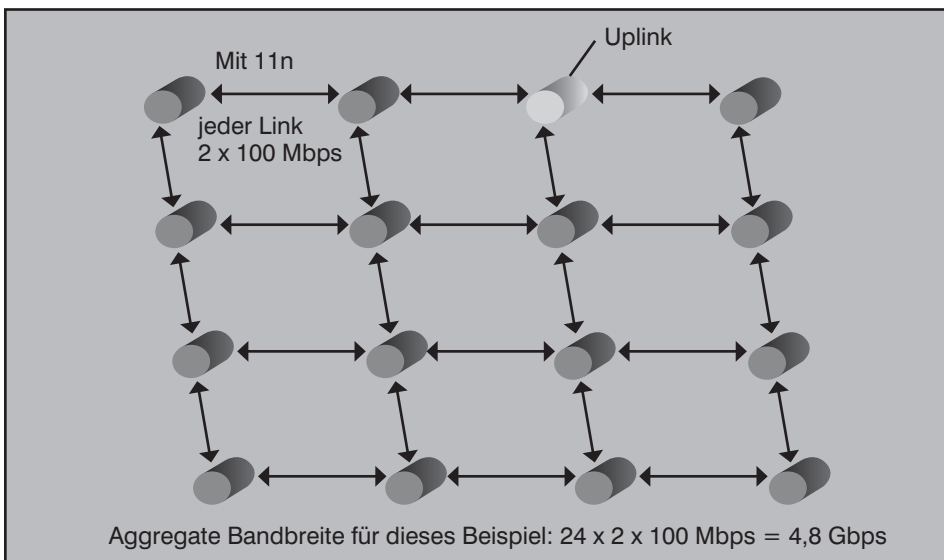 Uplink
Mit 11n
jeder Link
2 x 100 Mbps
Aggregate Bandbreite für dieses Beispiel: 24 x 2 x 100 Mbps = 4,8 Gbps